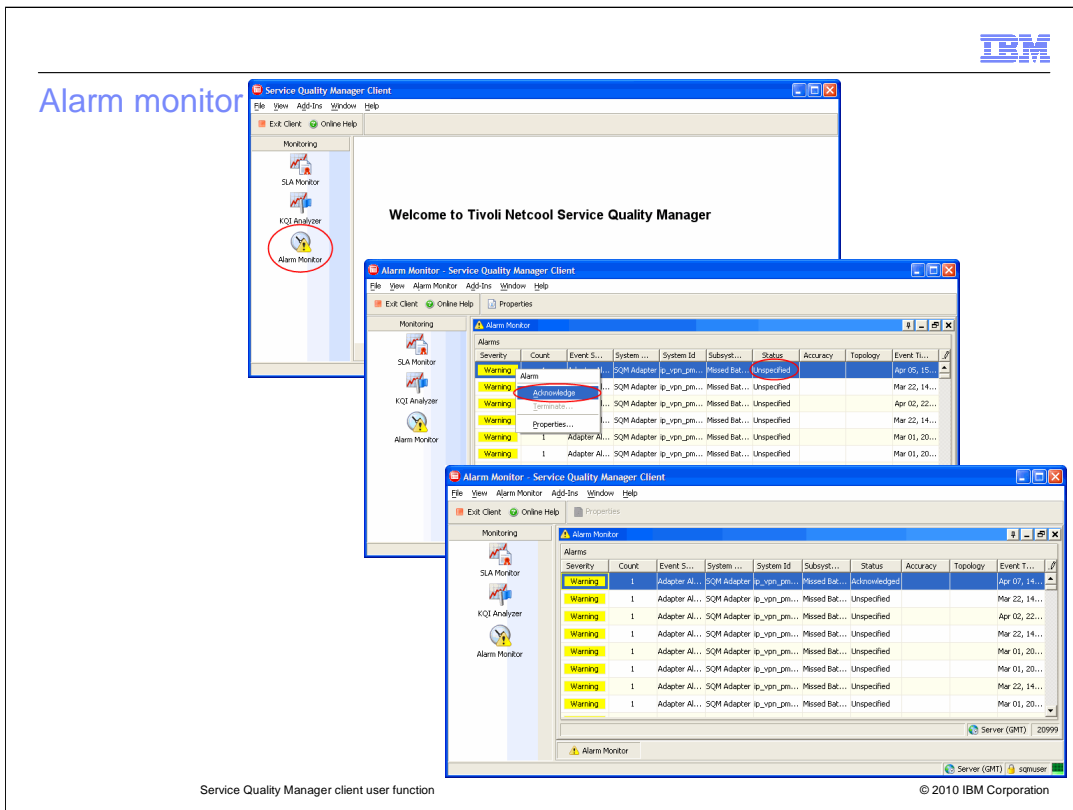 IBM
Alarm monitor
Service Quality Manager Client
File View Add-Ins Window Help
Exit Client Online Help
Monitoring
SLA Monitor
KQI Analyzer
Alarm Monitor
Welcome to Tivoli Netcool Service Quality Manager
Alarm Monitor - Service Quality Manager Client
File View Alarm Monitor Add-Ins Window Help
Exit Client Online Help Properties
Monitoring
SLA Monitor
KQI Analyzer
Alarm Monitor
Alarm Monitor
Alarms
Severity Count Event S... System ... System Id Subsyst... Status Accuracy Topology Event Ti...
Warning SQM Adapter ip_vpn_pm... Missed Bat... Unspecified Apr 05, 15...
Warning SQM Adapter ip_vpn_pm... Missed Bat... Unspecified Mar 22, 14...
Warning SQM Adapter ip_vpn_pm... Missed Bat... Unspecified Apr 02, 22...
Warning SQM Adapter ip_vpn_pm... Missed Bat... Unspecified Mar 22, 14...
Warning 1 Adapter Al... SQM Adapter ip_vpn_pm... Missed Bat... Unspecified Mar 01, 20...
Warning 1 Adapter Al... SQM Adapter ip_vpn_pm... Missed Bat... Unspecified Mar 01, 20...
Alarm
Acknowledge
Terminate...
Properties...
Alarm Monitor - Service Quality Manager Client
File View Alarm Monitor Add-Ins Window Help
Exit Client Online Help Properties
Monitoring
SLA Monitor
KQI Analyzer
Alarm Monitor
Alarm Monitor
Alarms
Severity Count Event S... System ... System Id Subsyst... Status Accuracy Topology Event T...
Warning 1 Adapter Al... SQM Adapter ip_vpn_pm... Missed Bat... Acknowledged Apr 07, 14...
Warning 1 Adapter Al... SQM Adapter ip_vpn_pm... Missed Bat... Unspecified Mar 22, 14...
Warning 1 Adapter Al... SQM Adapter ip_vpn_pm... Missed Bat... Unspecified Apr 02, 22...
Warning 1 Adapter Al... SQM Adapter ip_vpn_pm... Missed Bat... Unspecified Mar 22, 14...
Warning 1 Adapter Al... SQM Adapter ip_vpn_pm... Missed Bat... Unspecified Mar 01, 20...
Warning 1 Adapter Al... SQM Adapter ip_vpn_pm... Missed Bat... Unspecified Mar 01, 20...
Warning 1 Adapter Al... SQM Adapter ip_vpn_pm... Missed Bat... Unspecified Mar 22, 14...
Warning 1 Adapter Al... SQM Adapter ip_vpn_pm... Missed Bat... Unspecified Mar 01, 20...
Server (GMT) 20999
Alarm Monitor
Server (GMT) sqmuser
Service Quality Manager client user function
© 2010 IBM Corporation